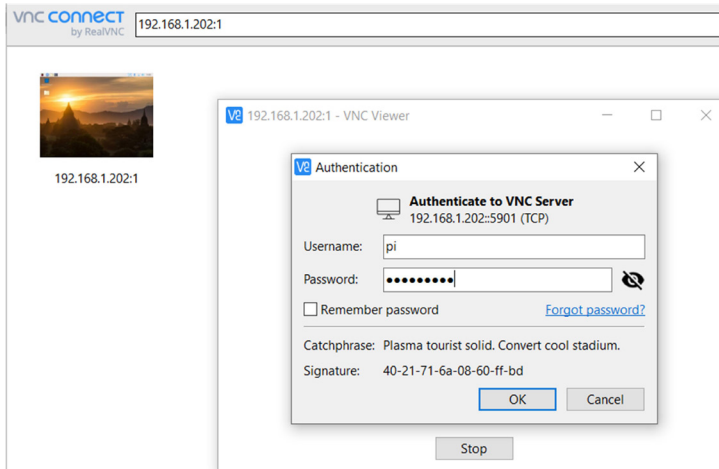 vnc connect
by RealVNC
192.168.1.202:1
192.168.1.202:1
V2 192.168.1.202:1 - VNC Viewer
V2 Authentication
Authenticate to VNC Server
192.168.1.202::5901 (TCP)
Username: pi
Password: ●●●●●●●●●
Remember password Forgot password?
Catchphrase: Plasma tourist solid. Convert cool stadium.
Signature: 40-21-71-6a-08-60-ff-bd
OK Cancel
Stop